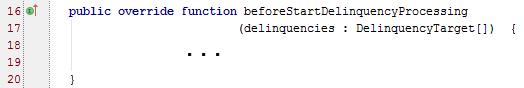 16 public override function beforeStartDelinquencyProcessing
17 (delinquencies : DelinquencyTarget[]) {
18 ...
19
20 }